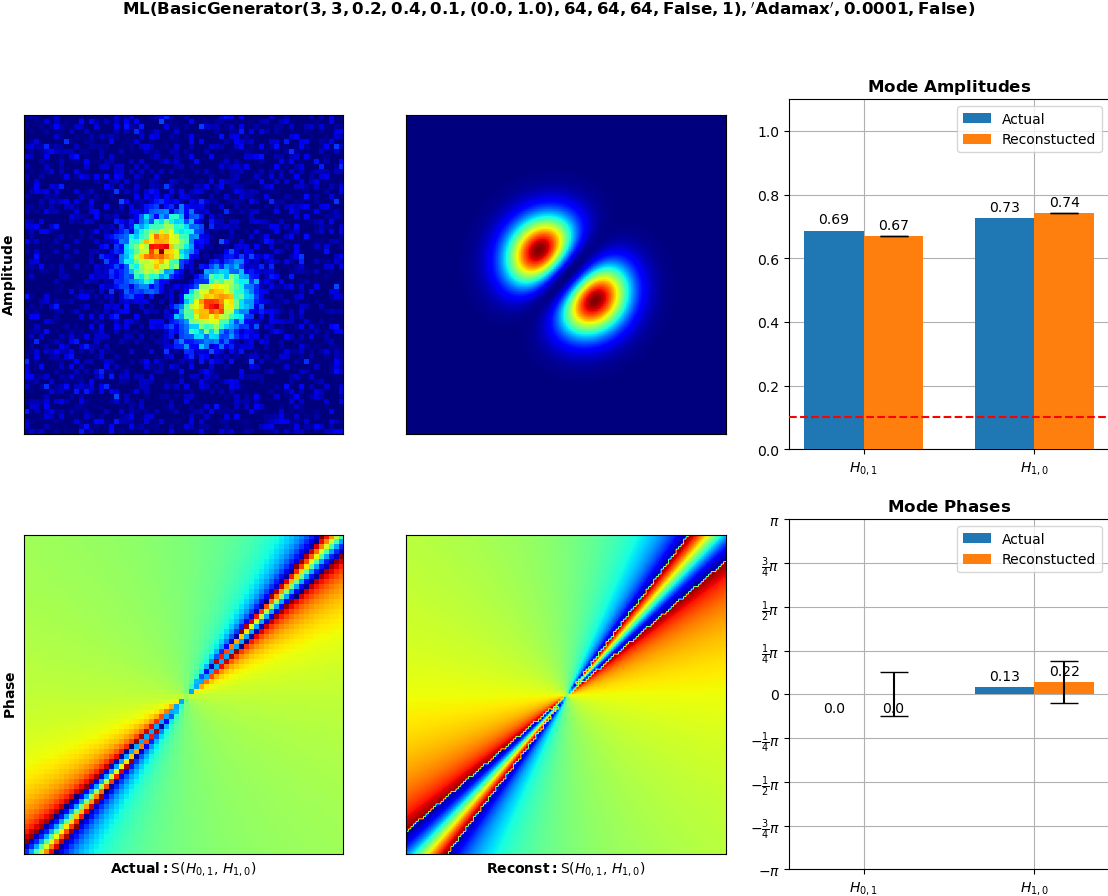 ML(BasicGenerator(3, 3, 0.2, 0.4, 0.1, (0.0, 1.0), 64, 64, 64, False, 1), ′Adamax′, 0.0001, False)
Amplitude
Mode Amplitudes
Actual
Reconstucted
1.0
0.8
0.6
0.4
0.2
0.0
0.69
0.67
0.73
0.74
H0,1
H1,0
Phase
Actual: S(H0,1, H1,0)
Reconst: S(H0,1, H1,0)
Mode Phases
Actual
Reconstucted
π
3/4π
1/2π
1/4π
0
−1/4π
−1/2π
−3/4π
−π
0.0
0.0
0.13
0.22
H0,1
H1,0